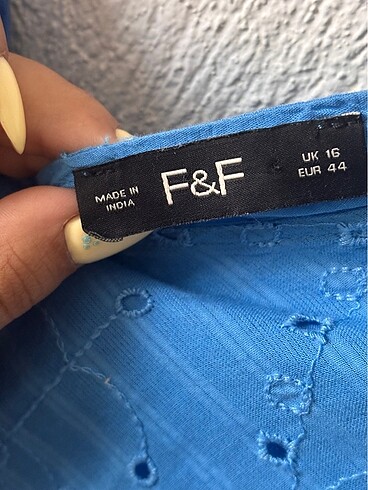 MADE IN
INDIA
F&F
UK 16
EUR 44